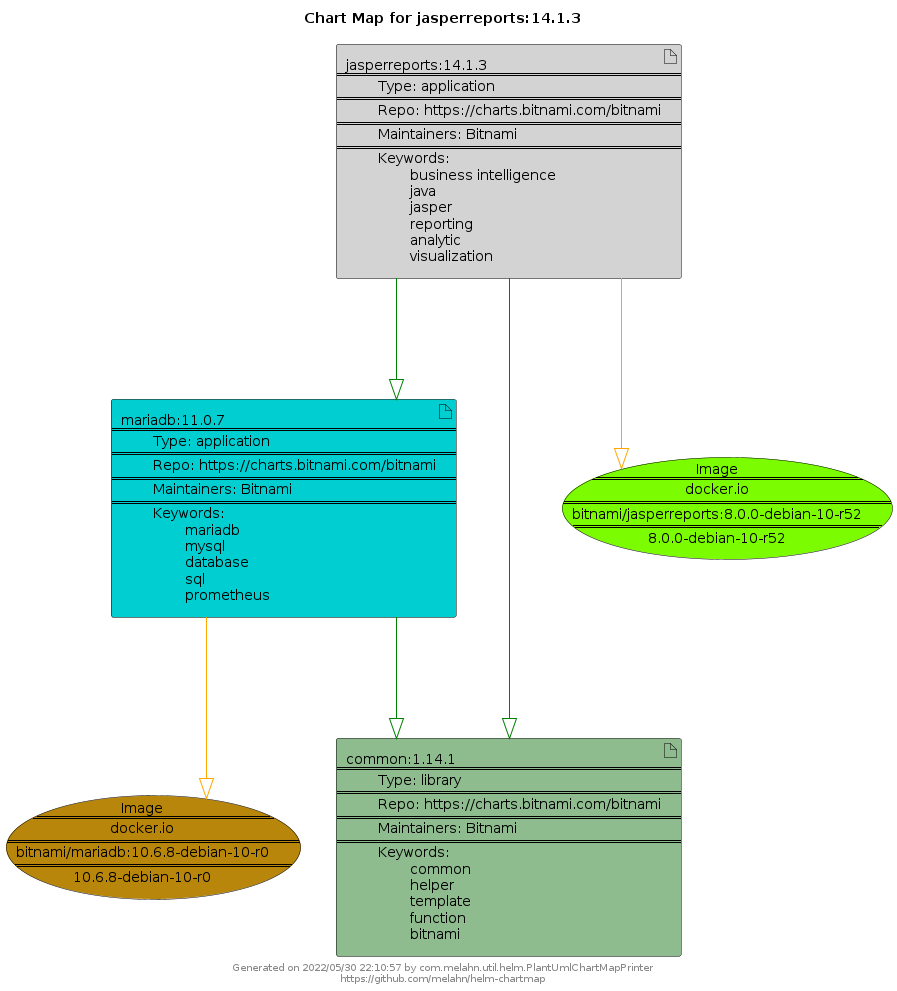 Chart Map for jasperreports:14.1.3
jasperreports:14.1.3
Type: application
Repo: https://charts.bitnami.com/bitnami
Maintainers: Bitnami
Keywords:
business intelligence
java
jasper
reporting
analytic
visualization
mariadb:11.0.7
Type: application
Repo: https://charts.bitnami.com/bitnami
Maintainers: Bitnami
Keywords:
mariadb
mysql
database
sql
prometheus
Image
docker.io
bitnami/jasperreports:8.0.0-debian-10-r52
8.0.0-debian-10-r52
Image
docker.io
bitnami/mariadb:10.6.8-debian-10-r0
10.6.8-debian-10-r0
common:1.14.1
Type: library
Repo: https://charts.bitnami.com/bitnami
Maintainers: Bitnami
Keywords:
common
helper
template
function
bitnami
Generated on 2022/05/30 22:10:57 by com.melahn.util.helm.PlantUmlChartMapPrinter
https://github.com/melahn/helm-chartmap